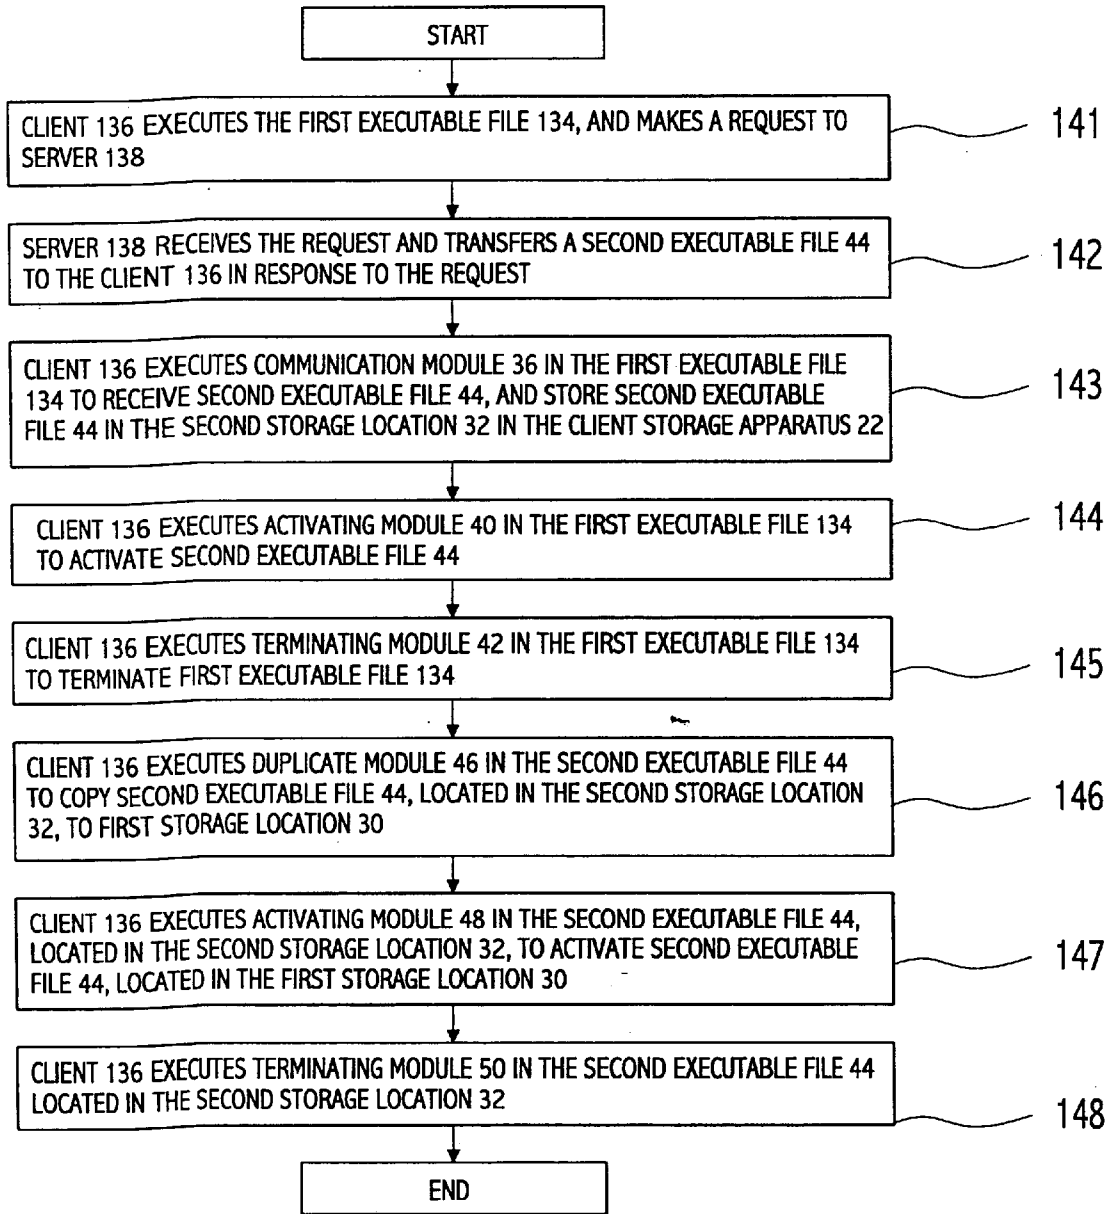 START
CLIENT 136 EXECUTES THE FIRST EXECUTABLE FILE 134, AND MAKES A REQUEST TO
SERVER 138
141
SERVER 138 RECEIVES THE REQUEST AND TRANSFERS A SECOND EXECUTABLE FILE 44
TO THE CLIENT 136 IN RESPONSE TO THE REQUEST
142
CLIENT 136 EXECUTES COMMUNICATION MODULE 36 IN THE FIRST EXECUTABLE FILE
134 TO RECEIVE SECOND EXECUTABLE FILE 44, AND STORE SECOND EXECUTABLE
FILE 44 IN THE SECOND STORAGE LOCATION 32 IN THE CLIENT STORAGE APPARATUS 22
143
CLIENT 136 EXECUTES ACTIVATING MODULE 40 IN THE FIRST EXECUTABLE FILE 134
TO ACTIVATE SECOND EXECUTABLE FILE 44
144
CLIENT 136 EXECUTES TERMINATING MODULE 42 IN THE FIRST EXECUTABLE FILE 134
TO TERMINATE FIRST EXECUTABLE FILE 134
145
CLIENT 136 EXECUTES DUPLICATE MODULE 46 IN THE SECOND EXECUTABLE FILE 44
TO COPY SECOND EXECUTABLE FILE 44, LOCATED IN THE SECOND STORAGE LOCATION
32, TO FIRST STORAGE LOCATION 30
146
CLIENT 136 EXECUTES ACTIVATING MODULE 48 IN THE SECOND EXECUTABLE FILE 44,
LOCATED IN THE SECOND STORAGE LOCATION 32, TO ACTIVATE SECOND EXECUTABLE
FILE 44, LOCATED IN THE FIRST STORAGE LOCATION 30
147
CLIENT 136 EXECUTES TERMINATING MODULE 50 IN THE SECOND EXECUTABLE FILE 44
LOCATED IN THE SECOND STORAGE LOCATION 32
148
END